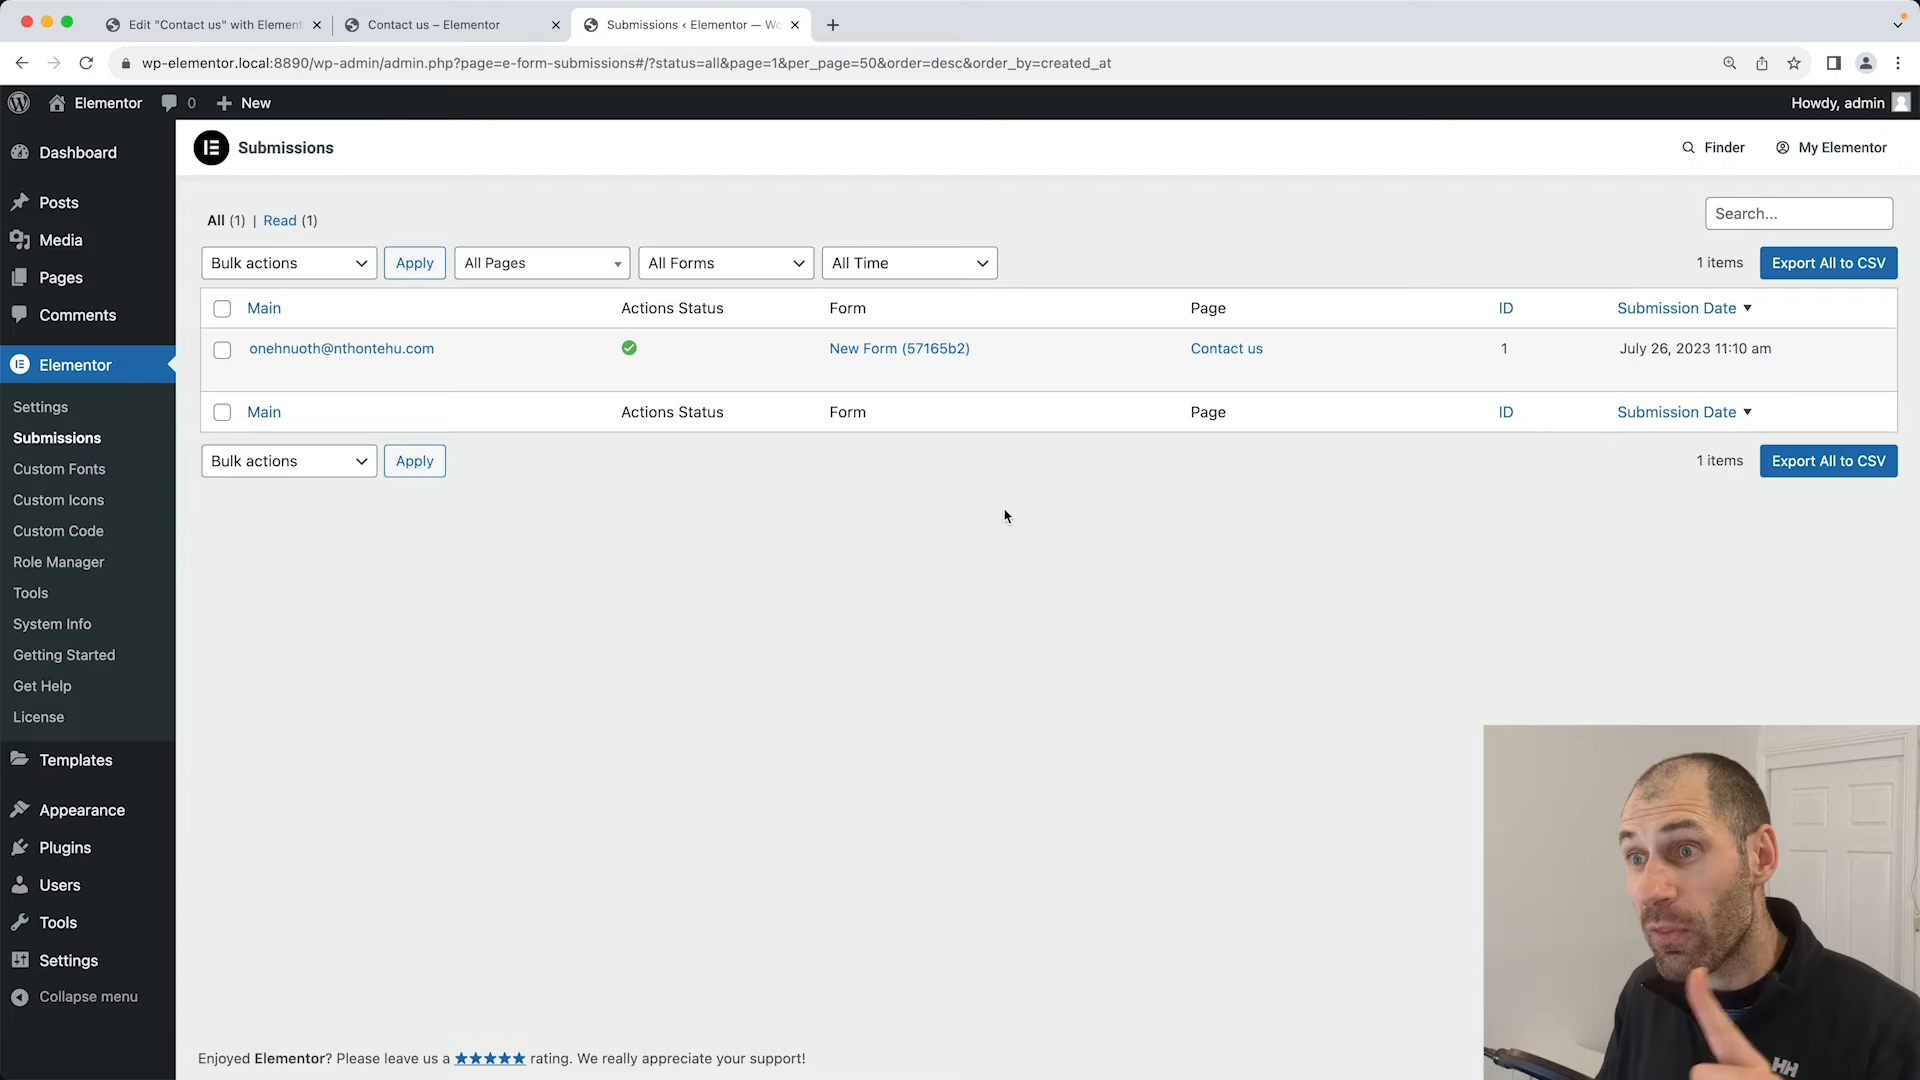 Edit "Contact us" with Element
Contact us – Elementor
Submissions ‹ Elementor — Wo
wp-elementor.local:8890/wp-admin/admin.php?page=e-form-submissions#/?status=all&page=1&per_page=50&order=desc&order_by=created_at
Elementor
0
New
Howdy, admin
Submissions
Finder
My Elementor
Dashboard
Posts
Media
Pages
Comments
Elementor
Settings
Submissions
Custom Fonts
Custom Icons
Custom Code
Role Manager
Tools
System Info
Getting Started
Get Help
License
Templates
Appearance
Plugins
Users
Tools
Settings
Collapse menu
All (1) | Read (1)
Search...
Bulk actions
Apply
All Pages
All Forms
All Time
1 items
Export All to CSV
Main
Actions Status
Form
Page
ID
Submission Date
onehnuoth@nthontehu.com
New Form (57165b2)
Contact us
1
July 26, 2023 11:10 am
Main
Actions Status
Form
Page
ID
Submission Date
Bulk actions
Apply
1 items
Export All to CSV
Enjoyed Elementor? Please leave us a ★★★★★ rating. We really appreciate your support!
HH